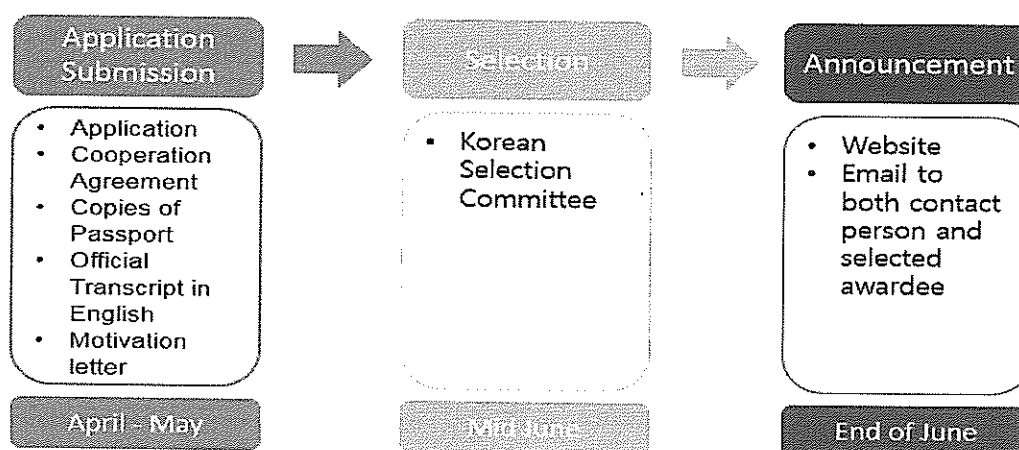 Application
Submission
• Application
• Cooperation
Agreement
• Copies of
Passport
• Official
Transcript in
English
• Motivation
letter
April - May
Selection
• Korean
Selection
Committee
Mid June
Announcement
• Website
• Email to
both contact
person and
selected
awardee
End of June